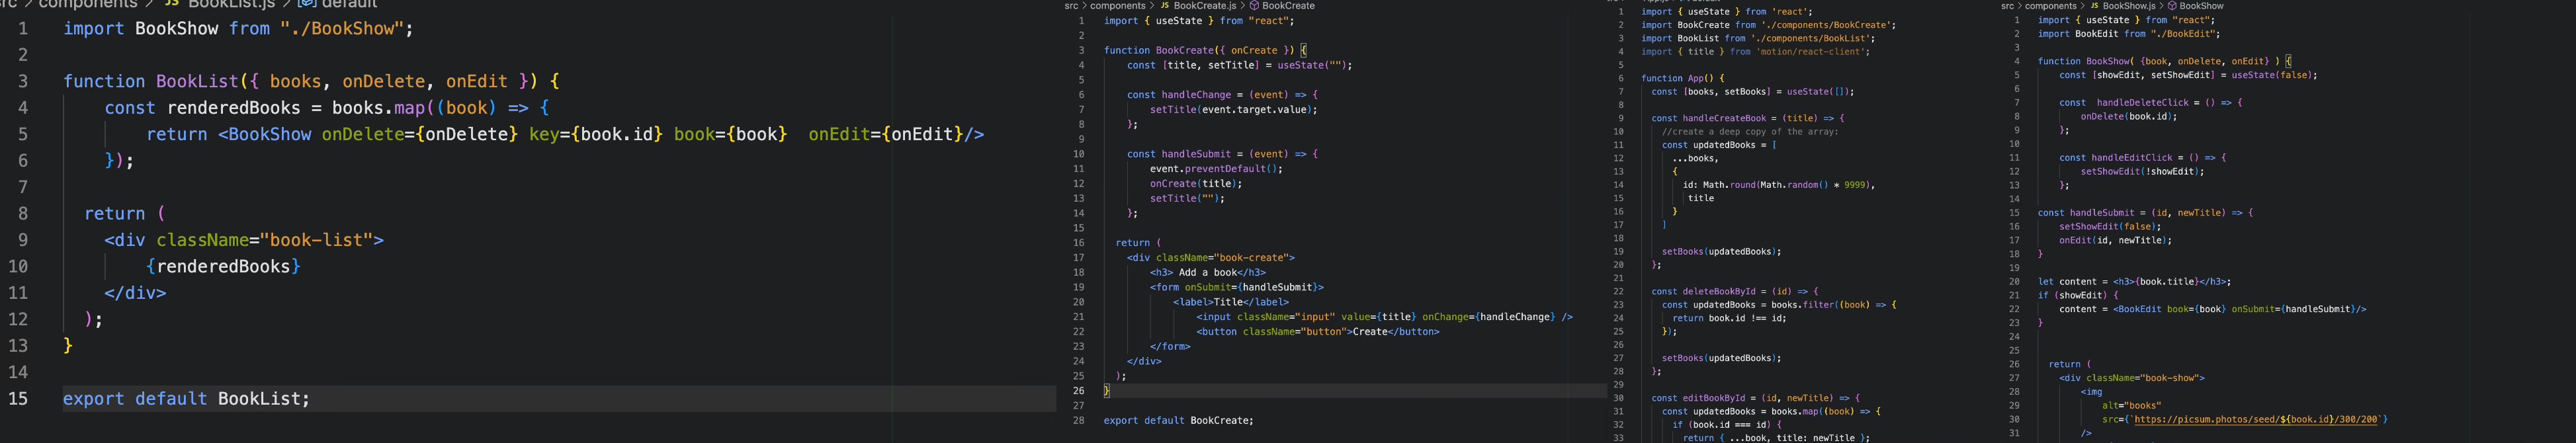 src > components > JS BookList.js > default
1 import BookShow from "./BookShow";
2
3 function BookList({ books, onDelete, onEdit }) {
4 const renderedBooks = books.map((book) => {
5 return <BookShow onDelete={onDelete} key={book.id} book={book}  onEdit={onEdit}/>
6 });
7
8 return (
9 <div className="book-list">
10 {renderedBooks}
11 </div>
12 );
13 }
14
15 export default BookList;
src > components > JS BookCreate.js > BookCreate
1 import { useState } from "react";
2
3 function BookCreate({ onCreate }) {
4 const [title, setTitle] = useState("");
5
6 const handleChange = (event) => {
7 setTitle(event.target.value);
8 };
9
10 const handleSubmit = (event) => {
11 event.preventDefault();
12 onCreate(title);
13 setTitle("");
14 };
15
16 return (
17 <div className="book-create">
18 <h3> Add a book</h3>
19 <form onSubmit={handleSubmit}>
20 <label>Title</label>
21 <input className="input" value={title} onChange={handleChange} />
22 <button className="button">Create</button>
23 </form>
24 </div>
25 );
26 }
27
28 export default BookCreate;
1 import { useState } from 'react';
2 import BookCreate from './components/BookCreate';
3 import BookList from './components/BookList';
4 import { title } from 'motion/react-client';
5
6 function App() {
7 const [books, setBooks] = useState([]);
8
9 const handleCreateBook = (title) => {
10 //create a deep copy of the array:
11 const updatedBooks = [
12 ...books,
13 {
14 id: Math.round(Math.random() * 9999),
15 title
16 }
17 ]
18
19 setBooks(updatedBooks);
20 };
21
22 const deleteBookById = (id) => {
23 const updatedBooks = books.filter((book) => {
24 return book.id !== id;
25 });
26
27 setBooks(updatedBooks);
28 };
29
30 const editBookById = (id, newTitle) => {
31 const updatedBooks = books.map((book) => {
32 if (book.id === id) {
33 return { ...book, title: newTitle };
src > components > JS BookShow.js > BookShow
1 import { useState } from "react";
2 import BookEdit from "./BookEdit";
3
4 function BookShow( {book, onDelete, onEdit} ) {
5 const [showEdit, setShowEdit] = useState(false);
6
7 const  handleDeleteClick = () => {
8 onDelete(book.id);
9 };
10
11 const handleEditClick = () => {
12 setShowEdit(!showEdit);
13 };
14
15 const handleSubmit = (id, newTitle) => {
16 setShowEdit(false);
17 onEdit(id, newTitle);
18 }
19
20 let content = <h3>{book.title}</h3>;
21 if (showEdit) {
22 content = <BookEdit book={book} onSubmit={handleSubmit}/>
23 }
24
25
26 return (
27 <div className="book-show">
28 <img
29 alt="books"
30 src={`https://picsum.photos/seed/${book.id}/300/200`}
31 />